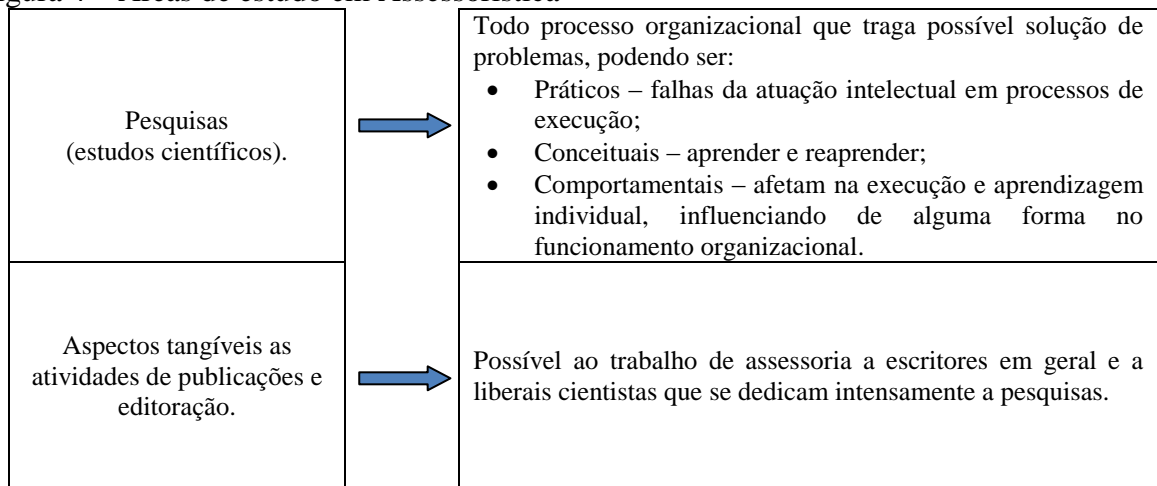 Pesquisas
(estudos científicos).
Todo processo organizacional que traga possível solução de
problemas, podendo ser:
• Práticos – falhas da atuação intelectual em processos de
execução;
• Conceituais – aprender e reaprender;
• Comportamentais – afetam na execução e aprendizagem
individual, influenciando de alguma forma no
funcionamento organizacional.
Aspectos tangíveis as
atividades de publicações e
editoração.
Possível ao trabalho de assessoria a escritores em geral e a
liberais cientistas que se dedicam intensamente a pesquisas.